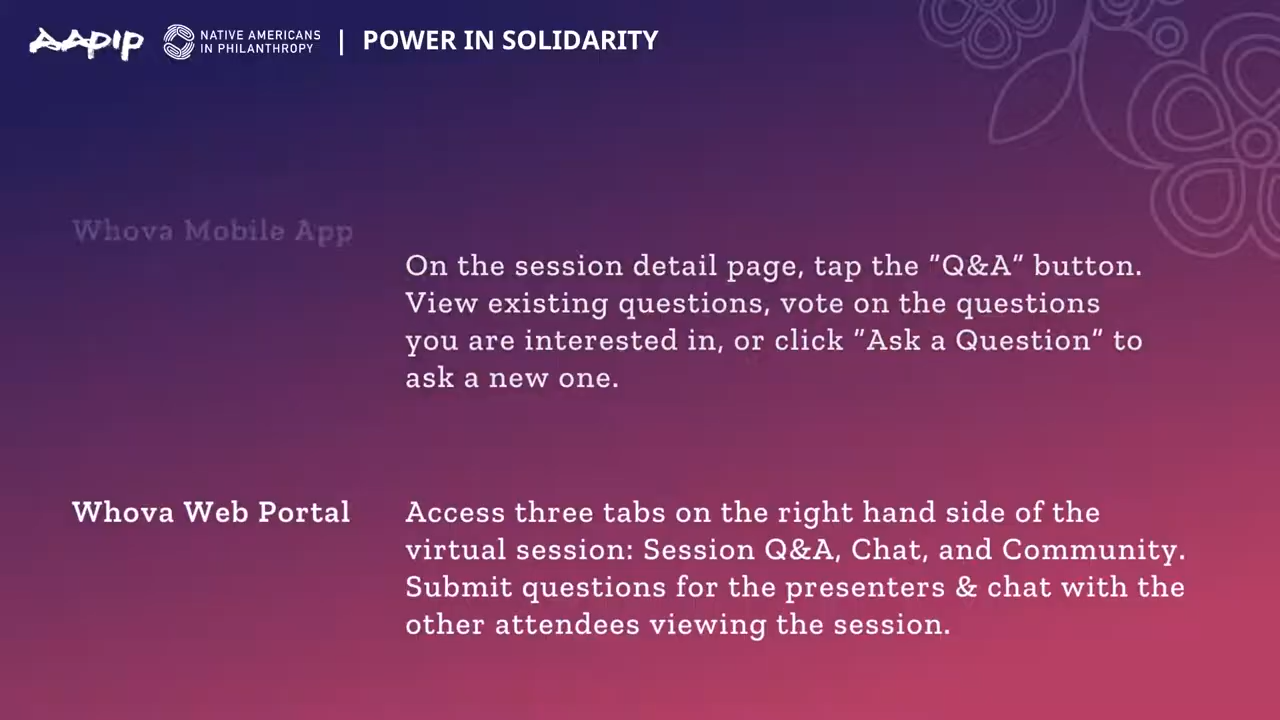 AAPIP
NATIVE AMERICANS
IN PHILANTHROPY
| POWER IN SOLIDARITY
Whova Mobile App
On the session detail page, tap the “Q&A” button.
View existing questions, vote on the questions
you are interested in, or click “Ask a Question” to
ask a new one.
Whova Web Portal
Access three tabs on the right hand side of the
virtual session: Session Q&A, Chat, and Community.
Submit questions for the presenters & chat with the
other attendees viewing the session.